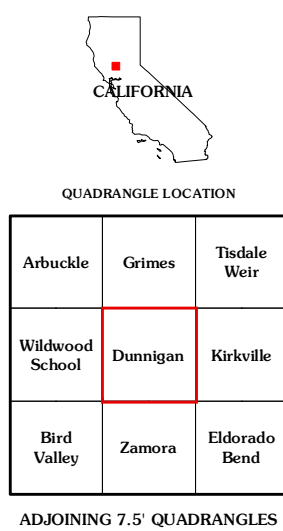 CALIFORNIA
QUADRANGLE LOCATION
Arbuckle
Grimes
Tisdale
Weir
Wildwood
School
Dunnigan
Kirkville
Bird
Valley
Zamora
Eldorado
Bend
ADJOINING 7.5' QUADRANGLES